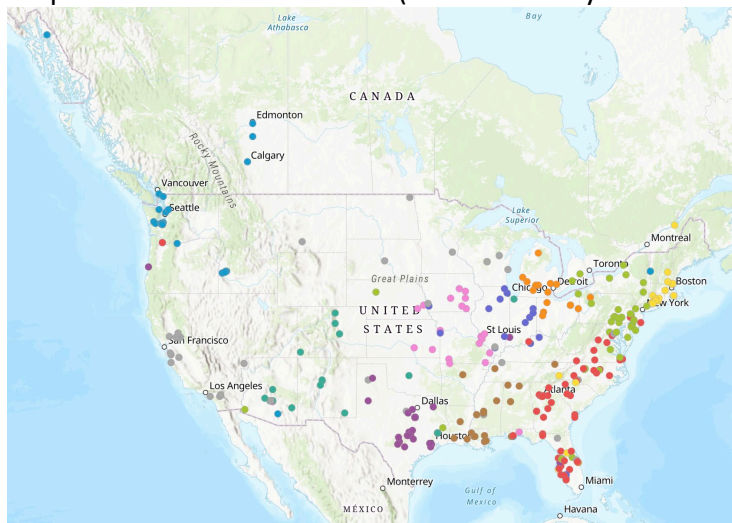 Lake
Athabasca
Bay
CANADA
Edmonton
Rocky Mountains
Calgary
Vancouver
Seattle
Lake
Superior
Montreal
Toronto
Great Plains
Chicago
Detroit
Boston
New York
UNITED
STATES
St Louis
San Francisco
Los Angeles
Atlanta
Dallas
Houston
Monterrey
Gulf of
Mexico
Miami
MÉXICO
Havana